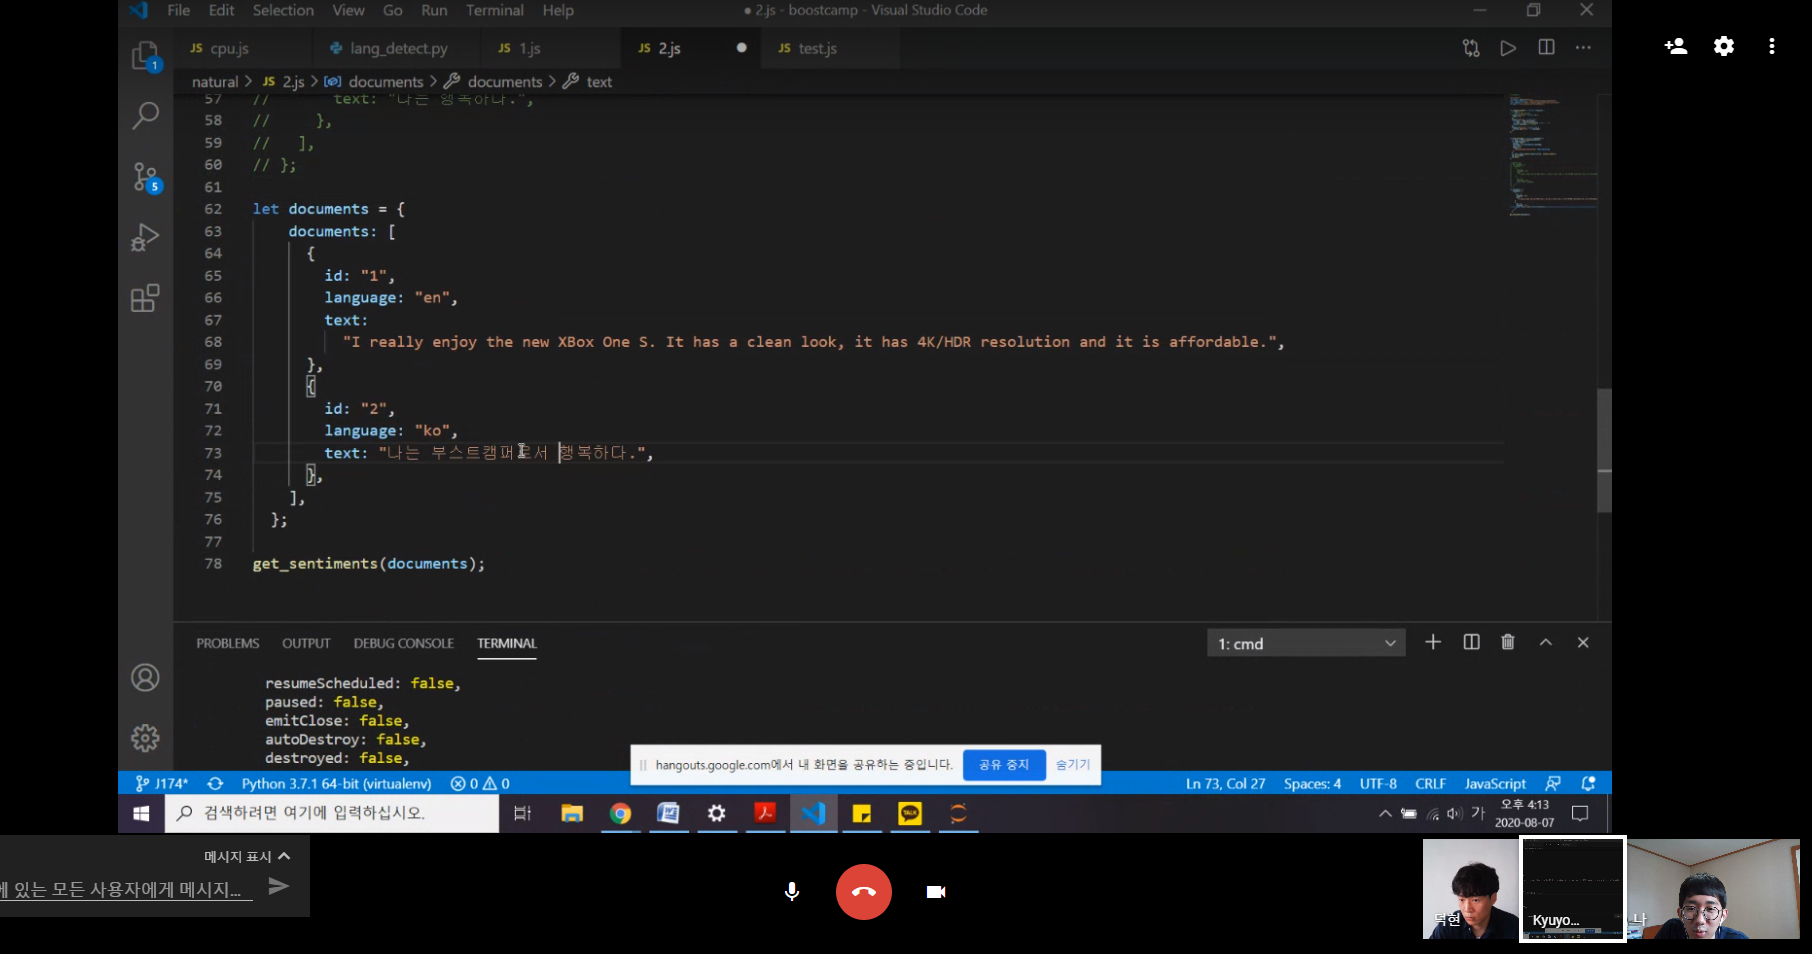 File Edit Selection View Go Run Terminal Help
● 2.js - boostcamp - Visual Studio Code
JS cpu.js
lang_detect.py
JS 1.js
JS 2.js ●
JS test.js
natural > JS 2.js > documents > documents > text
57 // text: "나는 행복하다.",
58 // },
59 // ],
60 // };
61
62 let documents = {
63 documents: [
64 {
65 id: "1",
66 language: "en",
67 text:
68 "I really enjoy the new XBox One S. It has a clean look, it has 4K/HDR resolution and it is affordable.",
69 },
70 {
71 id: "2",
72 language: "ko",
73 text: "나는 부스트캠퍼로서 행복하다.",
74 },
75 ],
76 };
77
78 get_sentiments(documents);
1
5
PROBLEMS OUTPUT DEBUG CONSOLE TERMINAL
1: cmd
resumeScheduled: false,
paused: false,
emitClose: false,
autoDestroy: false,
destroyed: false,
hangouts.google.com에서 내 화면을 공유하는 중입니다. 공유 중지 숨기기
J174* Python 3.7.1 64-bit (virtualenv) 0 0
Ln 73, Col 27 Spaces: 4 UTF-8 CRLF JavaScript
검색하려면 여기에 입력하십시오.
TALK
가
오후 4:13
2020-08-07
메시지 표시
에 있는 모든 사용자에게 메시지...
덕현
Kyuyo...
나